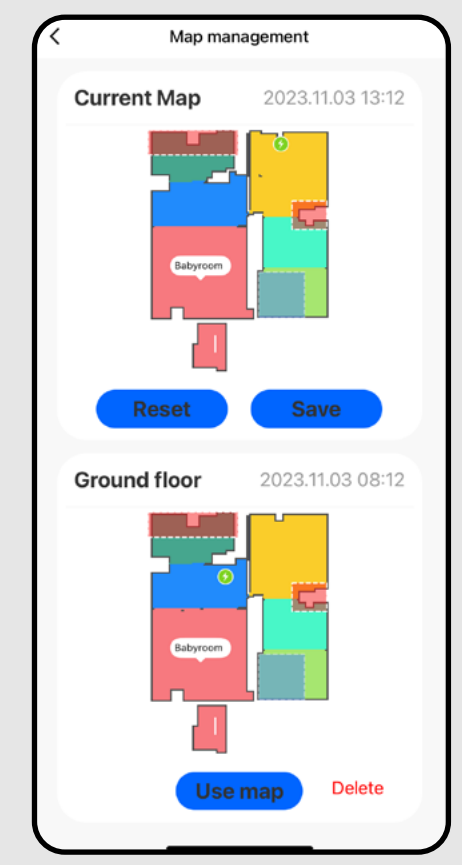 Map management
Current Map 2023.11.03 13:12
Babyroom
Reset Save
Ground floor 2023.11.03 08:12
Babyroom
Use map Delete